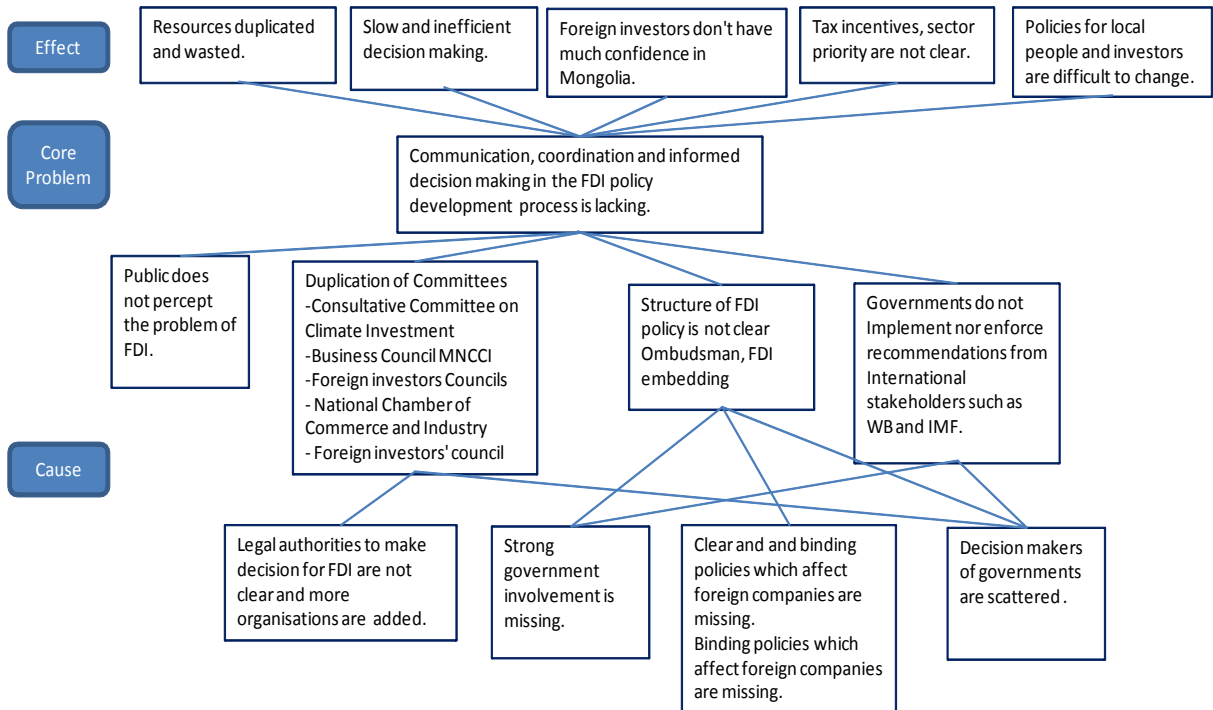 Effect
Resources duplicated
and wasted.
Slow and inefficient
decision making.
Foreign investors don't have
much confidence in
Mongolia.
Tax incentives, sector
priority are not clear.
Policies for local
people and investors
are difficult to change.
Core
Problem
Communication, coordination and informed
decision making in the FDI policy
development process is lacking.
Public does
not percept
the problem of
FDI.
Duplication of Committees
-Consultative Committee on
Climate Investment
-Business Council MNCCI
-Foreign investors Councils
- National Chamber of
Commerce and Industry
- Foreign investors' council
Structure of FDI
policy is not clear
Ombudsman, FDI
embedding
Governments do not
Implement nor enforce
recommendations from
International
stakeholders such as
WB and IMF.
Cause
Legal authorities to make
decision for FDI are not
clear and more
organisations are added.
Strong
government
involvement is
missing.
Clear and and binding
policies which affect
foreign companies are
missing.
Binding policies which
affect foreign companies
are missing.
Decision makers
of governments
are scattered .